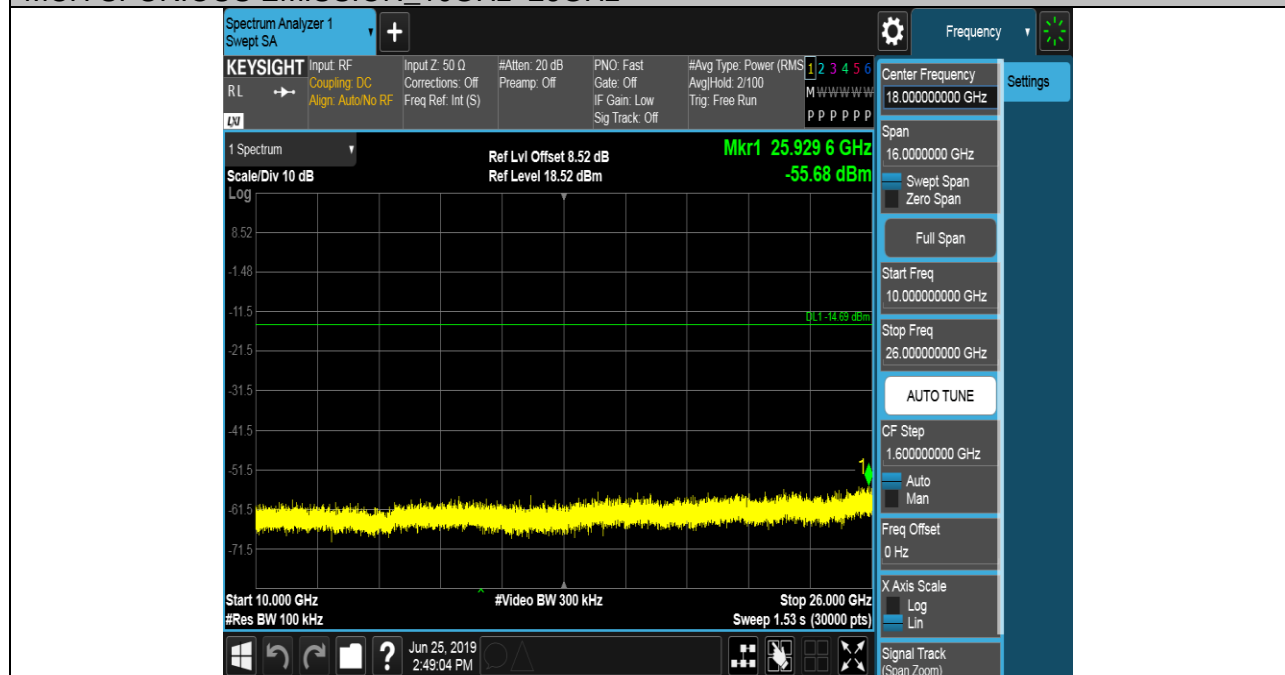 Spectrum Analyzer 1
Swept SA
Frequency
KEYSIGHT
RL
LXI
Input: RF
Coupling: DC
Align: Auto/No RF
Input Z: 50 Ω
Corrections: Off
Freq Ref: Int (S)
#Atten: 20 dB
Preamp: Off
PNO: Fast
Gate: Off
IF Gain: Low
Sig Track: Off
#Avg Type: Power (RMS
Avg|Hold: 2/100
Trig: Free Run
1 2 3 4 5 6
M W W W W W
P P P P P P
1 Spectrum
Scale/Div 10 dB
Log
Ref Lvl Offset 8.52 dB
Ref Level 18.52 dBm
Mkr1 25.929 6 GHz
-55.68 dBm
8.52
-1.48
-11.5
DL1 -14.69 dBm
-21.5
-31.5
-41.5
-51.5
1
-61.5
-71.5
Start 10.000 GHz
#Res BW 100 kHz
#Video BW 300 kHz
Stop 26.000 GHz
Sweep 1.53 s (30000 pts)
?
Jun 25, 2019
2:49:04 PM
Center Frequency
18.000000000 GHz
Span
16.0000000 GHz
Swept Span
Zero Span
Full Span
Start Freq
10.000000000 GHz
Stop Freq
26.000000000 GHz
AUTO TUNE
CF Step
1.600000000 GHz
Auto
Man
Freq Offset
0 Hz
X Axis Scale
Log
Lin
Signal Track
(Span Zoom)
Settings